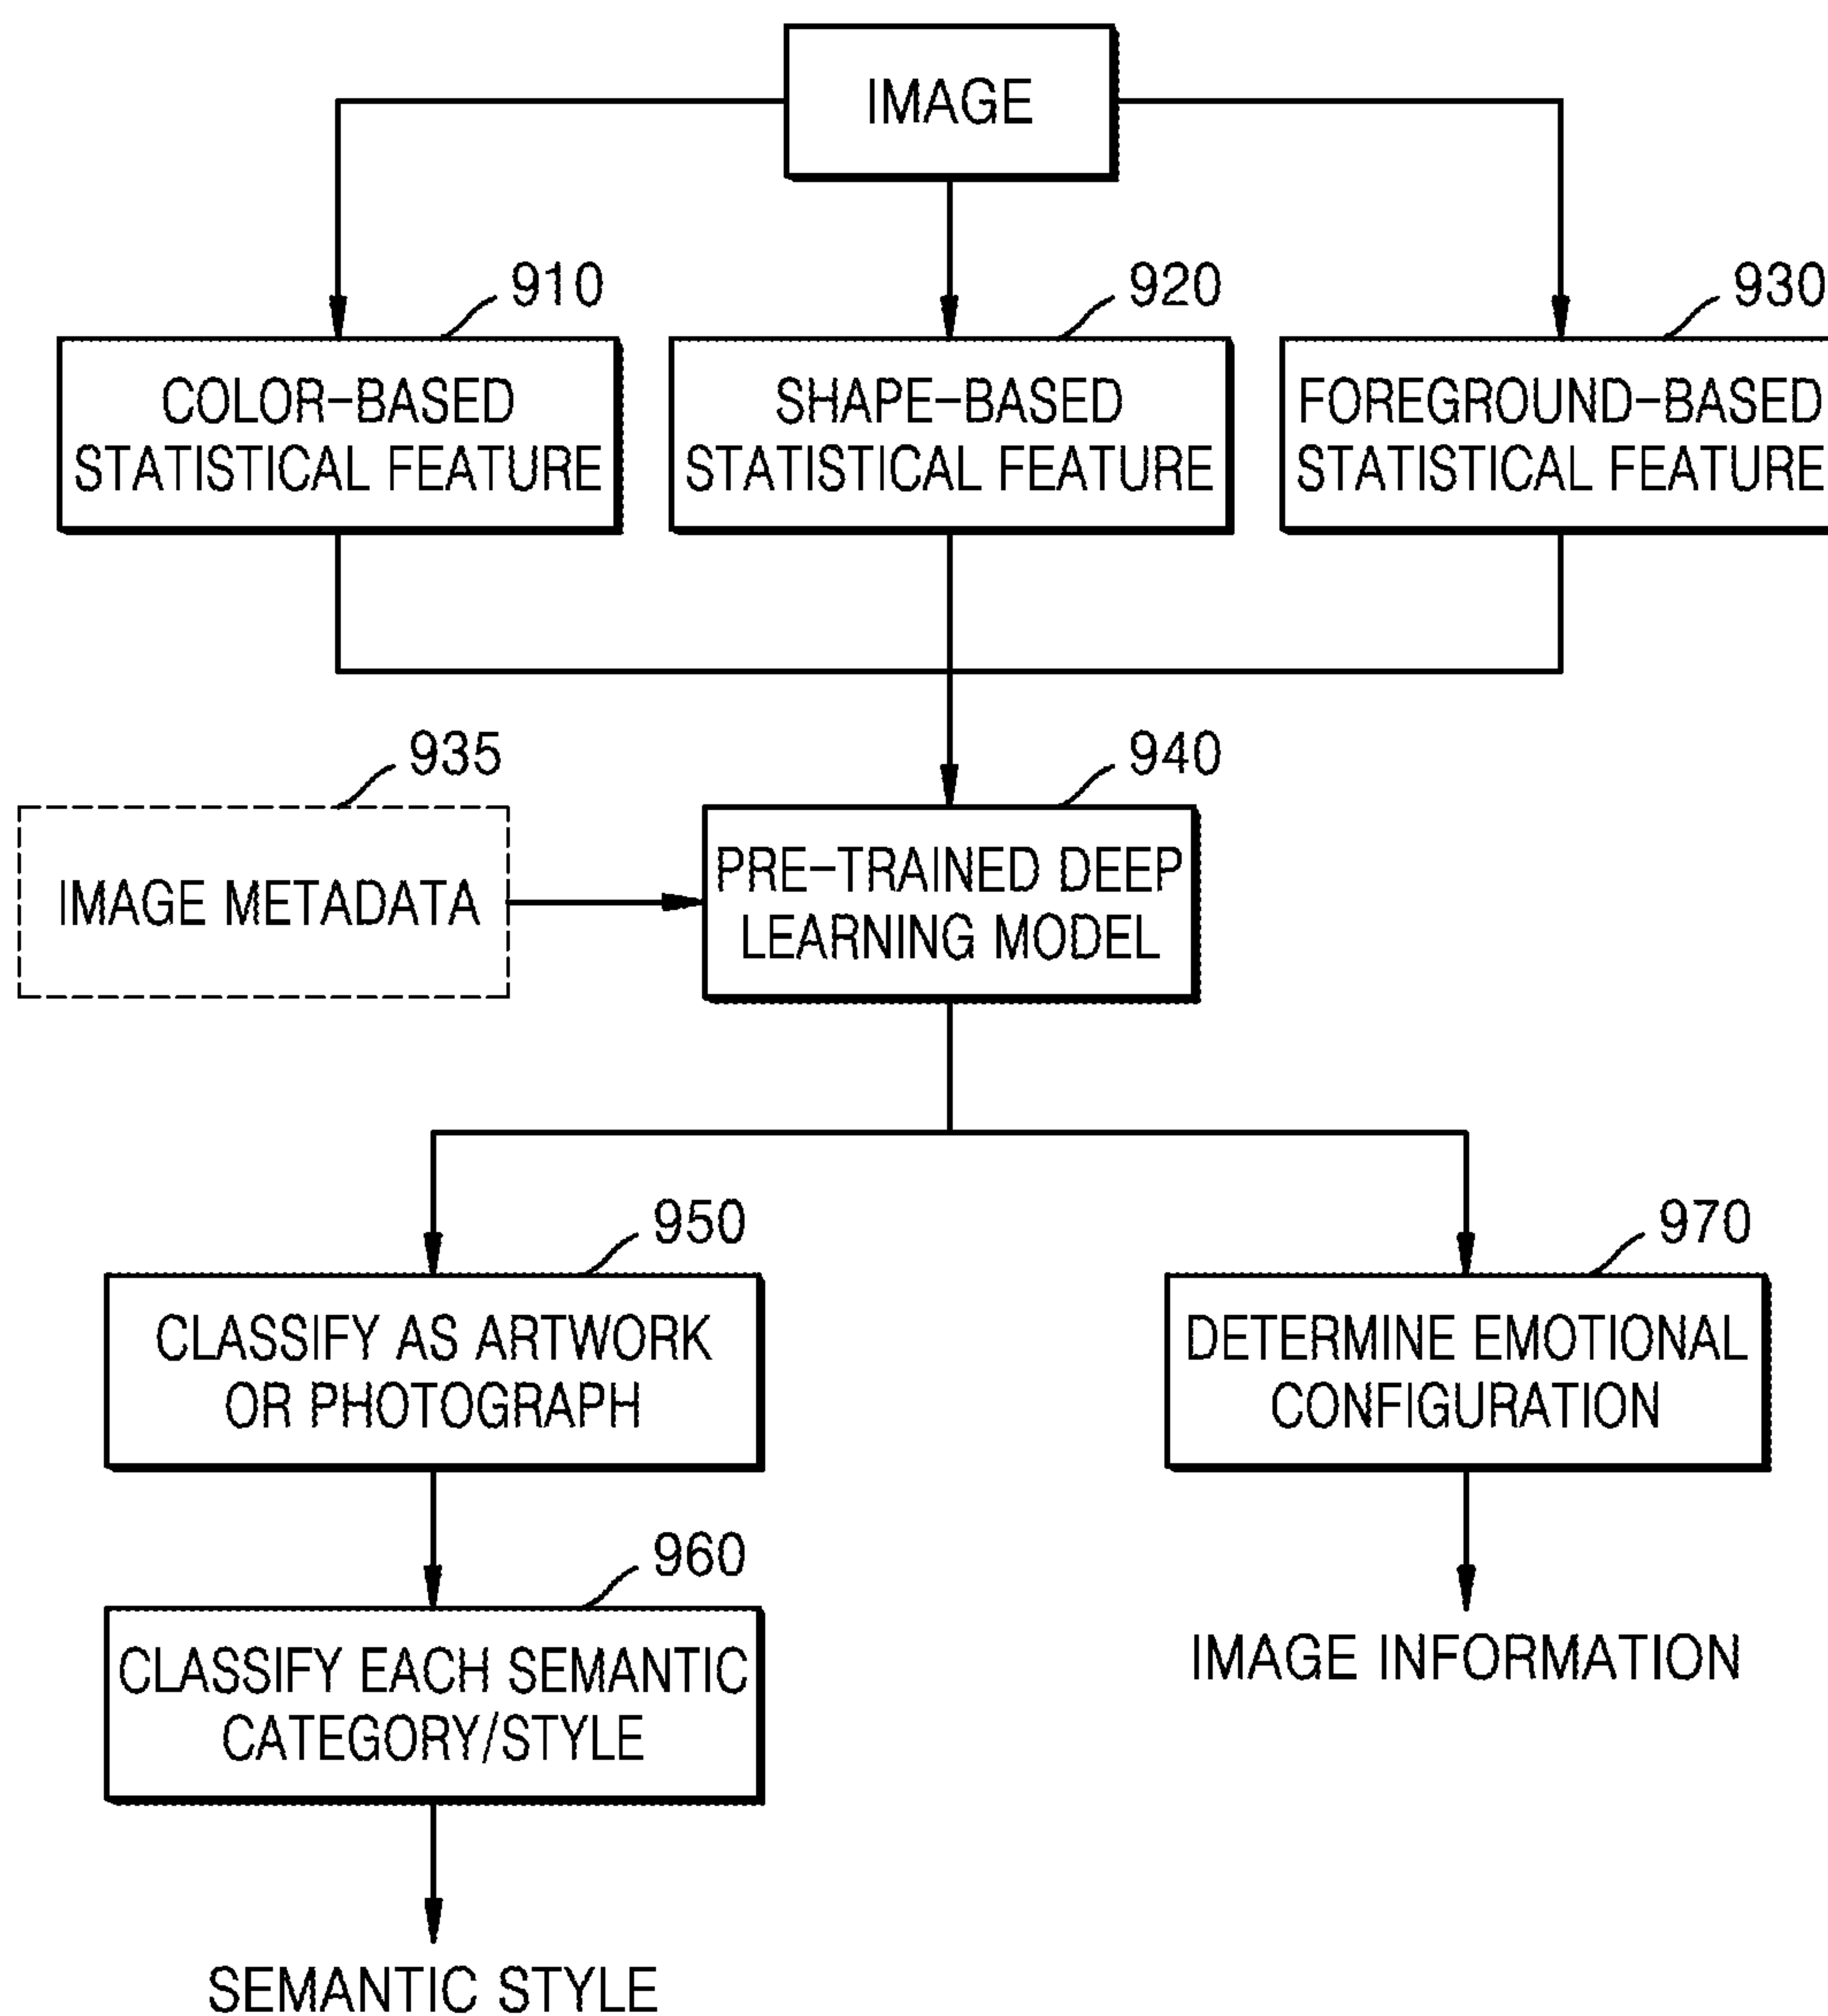 IMAGE
910
920
930
COLOR-BASED
STATISTICAL FEATURE
SHAPE-BASED
STATISTICAL FEATURE
FOREGROUND-BASED
STATISTICAL FEATURE
935
940
IMAGE METADATA
PRE-TRAINED DEEP
LEARNING MODEL
950
970
CLASSIFY AS ARTWORK
OR PHOTOGRAPH
DETERMINE EMOTIONAL
CONFIGURATION
960
CLASSIFY EACH SEMANTIC
CATEGORY/STYLE
IMAGE INFORMATION
SEMANTIC STYLE